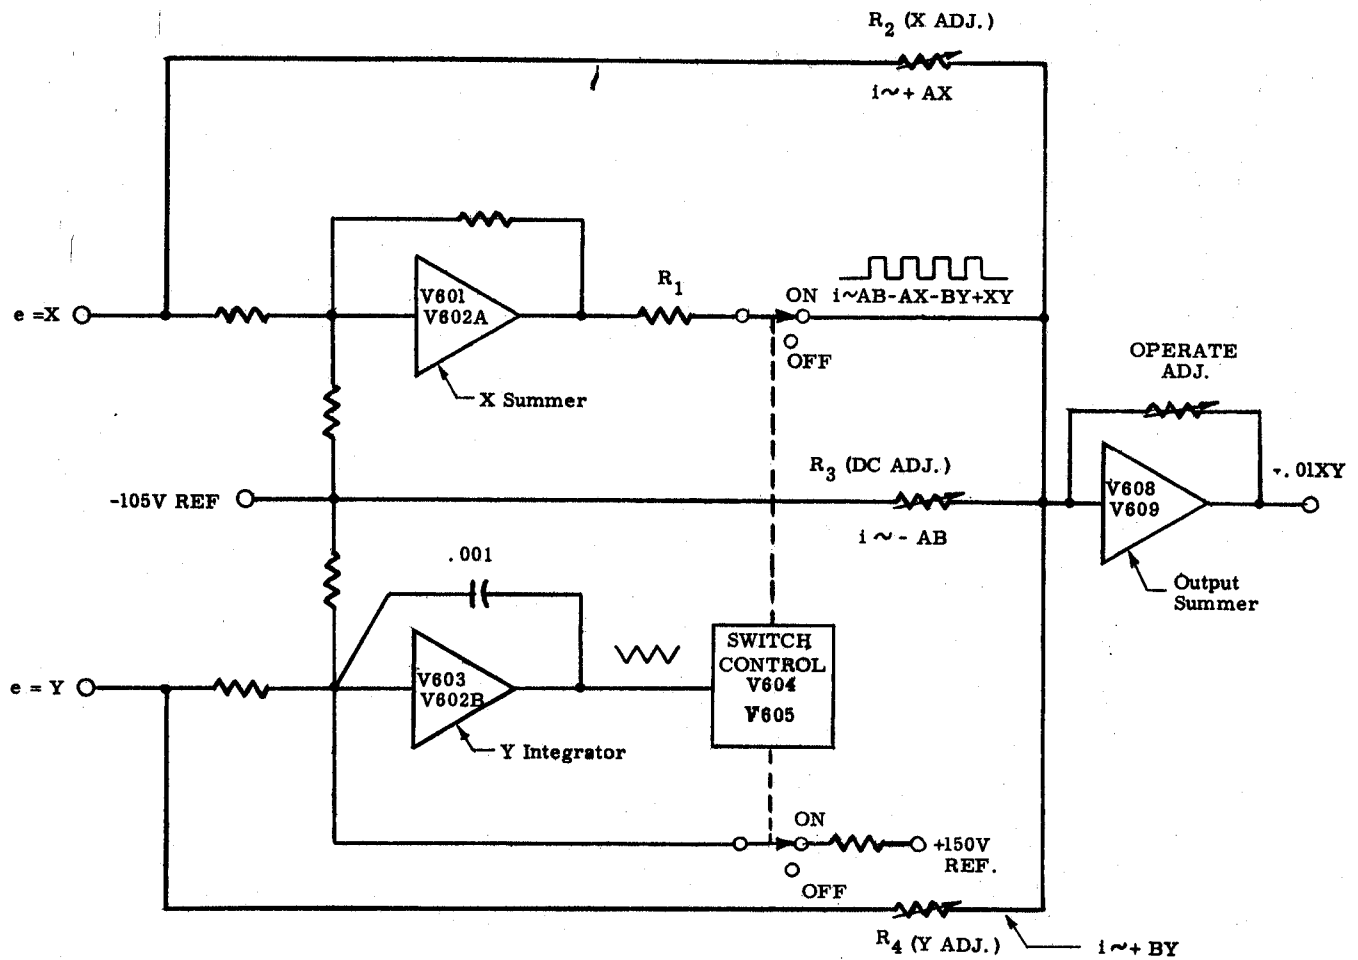 R2 (X ADJ.)
i~+ AX
e =X
V601
V602A
X Summer
R1
ON
OFF
i~AB-AX-BY+XY
OPERATE
ADJ.
R3 (DC ADJ.)
-105V REF
i ~ - AB
V608
V609
-.01XY
Output
Summer
.001
e = Y
V603
V602B
Y Integrator
SWITCH
CONTROL
V604
V605
ON
OFF
+150V
REF.
R4 (Y ADJ.)
i~+ BY